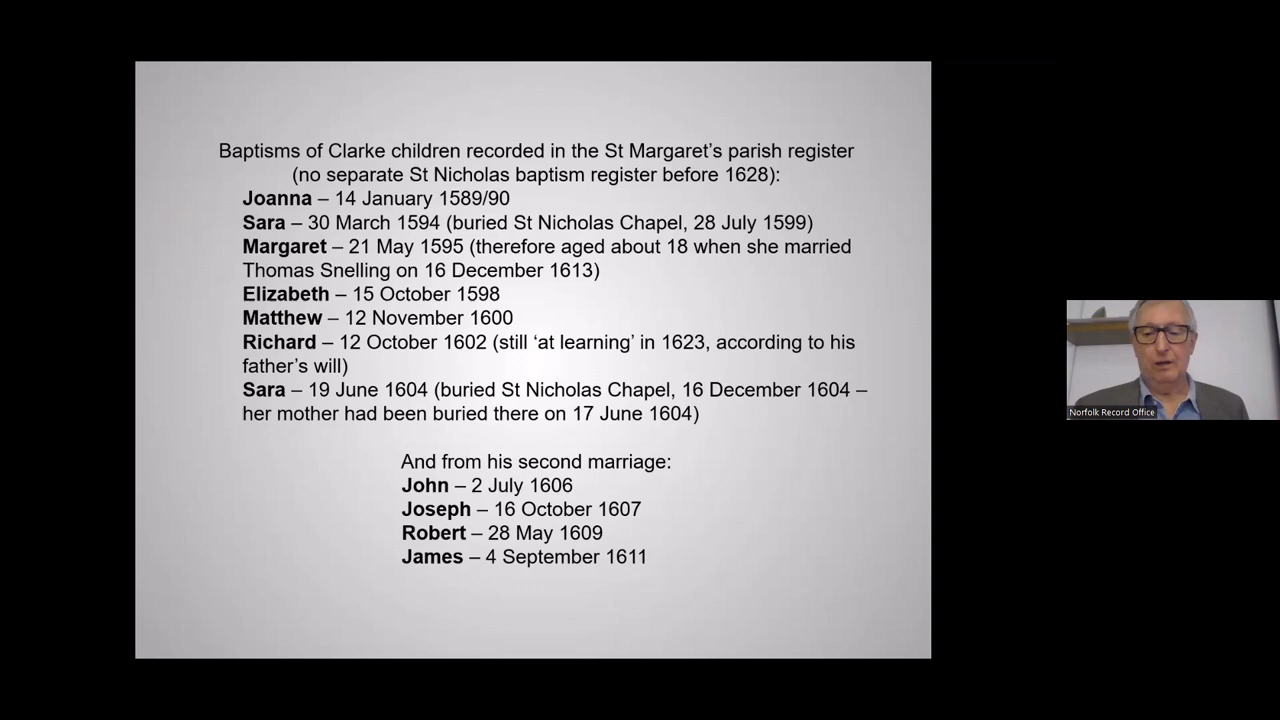 Baptisms of Clarke children recorded in the St Margaret’s parish register
(no separate St Nicholas baptism register before 1628):
Joanna – 14 January 1589/90
Sara – 30 March 1594 (buried St Nicholas Chapel, 28 July 1599)
Margaret – 21 May 1595 (therefore aged about 18 when she married
Thomas Snelling on 16 December 1613)
Elizabeth – 15 October 1598
Matthew – 12 November 1600
Richard – 12 October 1602 (still ‘at learning’ in 1623, according to his
father’s will)
Sara – 19 June 1604 (buried St Nicholas Chapel, 16 December 1604 –
her mother had been buried there on 17 June 1604)
And from his second marriage:
John – 2 July 1606
Joseph – 16 October 1607
Robert – 28 May 1609
James – 4 September 1611
Norfolk Record Office